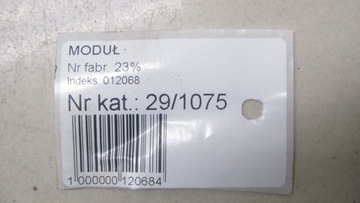 MODUŁ
Nr fabr. 23%
Indeks. 012068
Nr kat.: 29/1075
1 000000 120684